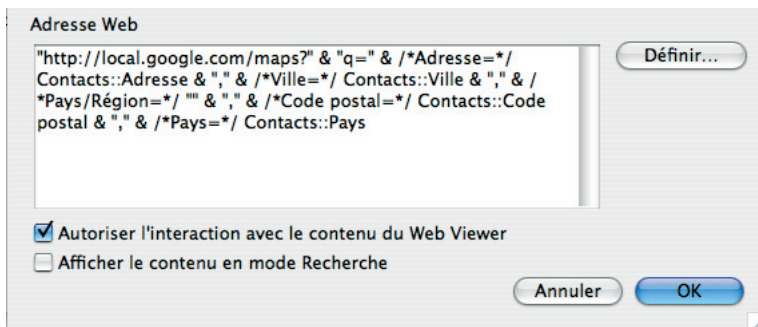 Adresse Web
"http://local.google.com/maps?" & "q=" & /*Adresse=*/
Contacts::Adresse & "," & /*Ville=*/ Contacts::Ville & "," & /
*Pays/Région=*/ "" & "," & /*Code postal=*/ Contacts::Code
postal & "," & /*Pays=*/ Contacts::Pays
Définir...
Autoriser l'interaction avec le contenu du Web Viewer
Afficher le contenu en mode Recherche
Annuler OK